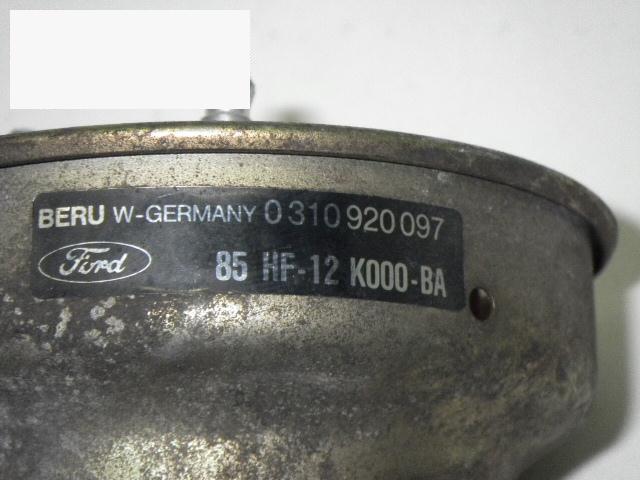 BERU W-GERMANY 0 310 920 097
Ford 85 HF-12 K000-BA